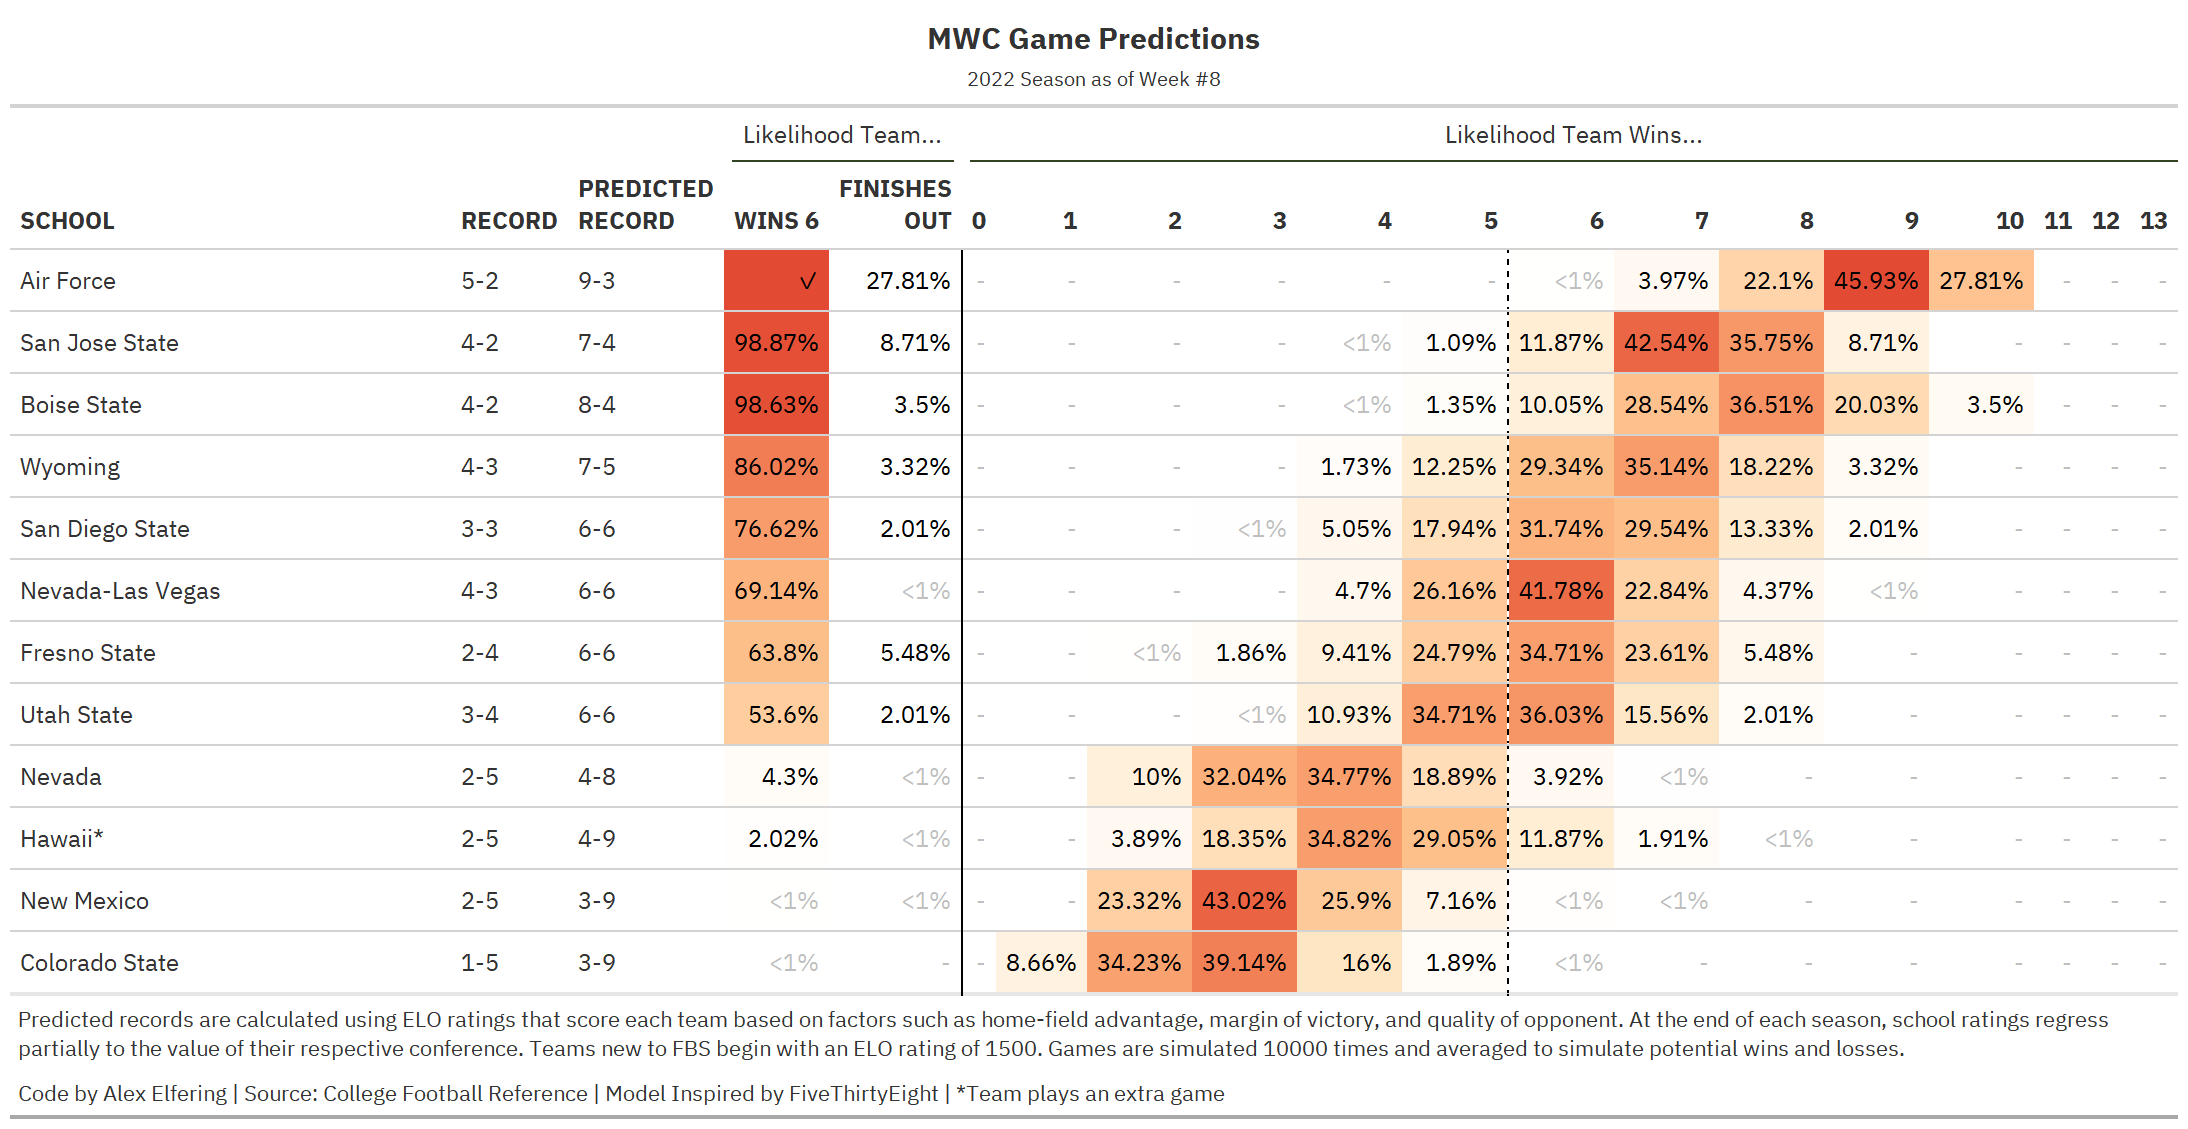 MWC Game Predictions
2022 Season as of Week #8
Likelihood Team... Likelihood Team Wins...
SCHOOL RECORD PREDICTED RECORD WINS 6 FINISHES OUT 0 1 2 3 4 5 6 7 8 9 10 11 12 13
Air Force 5-2 9-3 ✓ 27.81% - - - - - - <1% 3.97% 22.1% 45.93% 27.81% - - -
San Jose State 4-2 7-4 98.87% 8.71% - - - - <1% 1.09% 11.87% 42.54% 35.75% 8.71% - - - -
Boise State 4-2 8-4 98.63% 3.5% - - - - <1% 1.35% 10.05% 28.54% 36.51% 20.03% 3.5% - - -
Wyoming 4-3 7-5 86.02% 3.32% - - - - 1.73% 12.25% 29.34% 35.14% 18.22% 3.32% - - - -
San Diego State 3-3 6-6 76.62% 2.01% - - - <1% 5.05% 17.94% 31.74% 29.54% 13.33% 2.01% - - - -
Nevada-Las Vegas 4-3 6-6 69.14% <1% - - - - 4.7% 26.16% 41.78% 22.84% 4.37% <1% - - - -
Fresno State 2-4 6-6 63.8% 5.48% - - <1% 1.86% 9.41% 24.79% 34.71% 23.61% 5.48% - - - - -
Utah State 3-4 6-6 53.6% 2.01% - - - <1% 10.93% 34.71% 36.03% 15.56% 2.01% - - - - -
Nevada 2-5 4-8 4.3% <1% - - 10% 32.04% 34.77% 18.89% 3.92% <1% - - - - - -
Hawaii* 2-5 4-9 2.02% <1% - - 3.89% 18.35% 34.82% 29.05% 11.87% 1.91% <1% - - - - -
New Mexico 2-5 3-9 <1% <1% - - 23.32% 43.02% 25.9% 7.16% <1% <1% - - - - - -
Colorado State 1-5 3-9 <1% - - 8.66% 34.23% 39.14% 16% 1.89% <1% - - - - - - -
Predicted records are calculated using ELO ratings that score each team based on factors such as home-field advantage, margin of victory, and quality of opponent. At the end of each season, school ratings regress
partially to the value of their respective conference. Teams new to FBS begin with an ELO rating of 1500. Games are simulated 10000 times and averaged to simulate potential wins and losses.
Code by Alex Elfering | Source: College Football Reference | Model Inspired by FiveThirtyEight | *Team plays an extra game